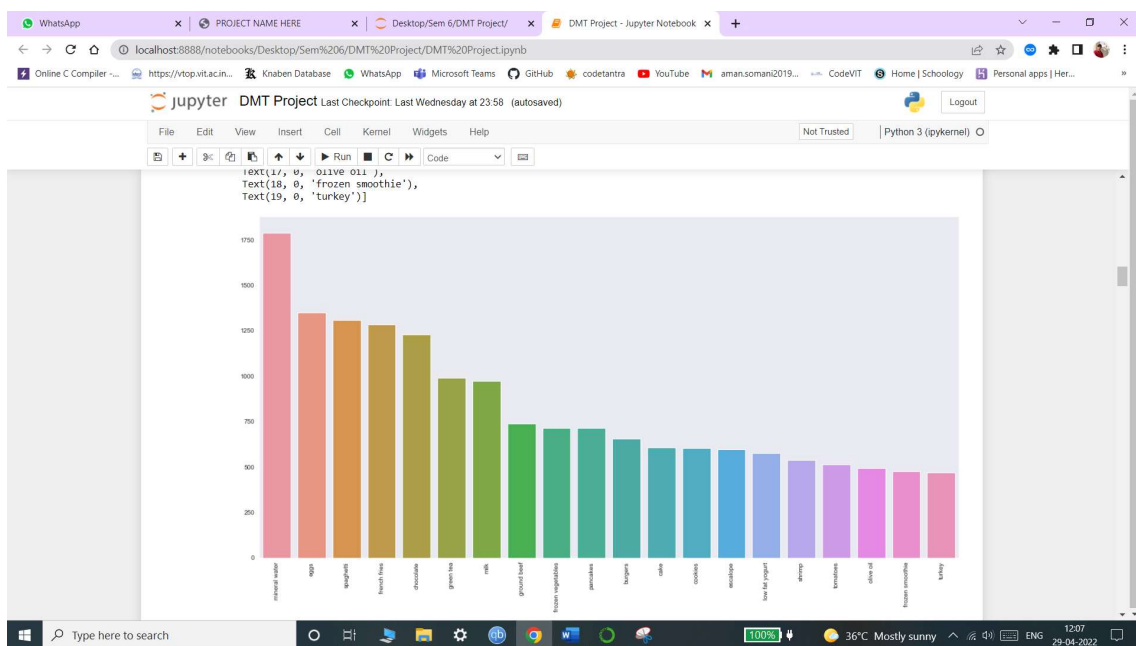 WhatsApp
PROJECT NAME HERE
Desktop/Sem 6/DMT Project/
DMT Project - Jupyter Notebook
localhost:8888/notebooks/Desktop/Sem%206/DMT%20Project/DMT%20Project.ipynb
Online C Compiler -... https://vtop.vit.ac.in... Knaben Database WhatsApp Microsoft Teams GitHub codetantra YouTube aman.somani2019... CodeVIT Home | Schoology Personal apps | Her... »
jupyter DMT Project Last Checkpoint: Last Wednesday at 23:58 (autosaved) Logout
File Edit View Insert Cell Kernel Widgets Help Not Trusted Python 3 (ipykernel)
Run Code
Text(17, 0, 'olive oil'),
Text(18, 0, 'frozen smoothie'),
Text(19, 0, 'turkey')]
1750
1500
1250
1000
750
500
250
0
mineral water
eggs
spaghetti
french fries
chocolate
green tea
milk
ground beef
frozen vegetables
pancakes
burgers
cake
cookies
escalope
low fat yogurt
shrimp
tomatoes
olive oil
frozen smoothie
turkey
Type here to search 100% 36°C Mostly sunny ENG 12:07
29-04-2022